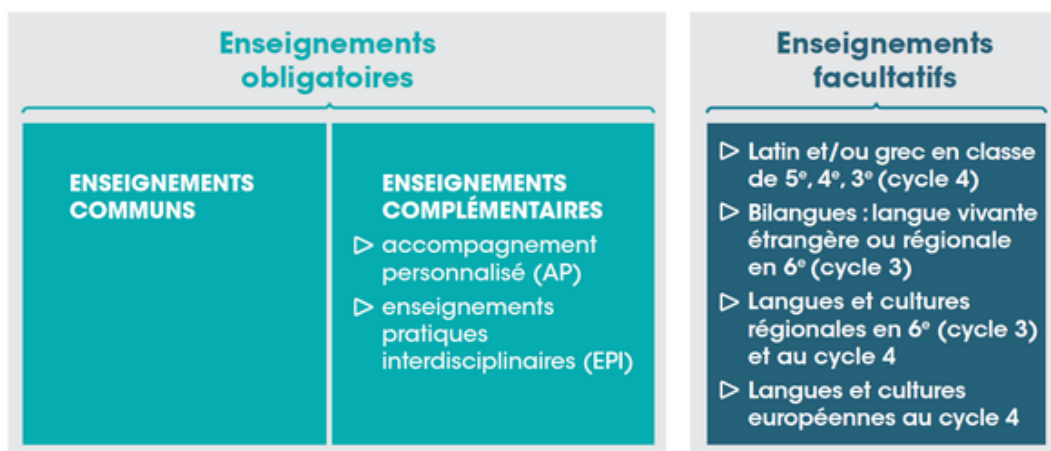 Enseignements
obligatoires
ENSEIGNEMENTS
COMMUNS
ENSEIGNEMENTS
COMPLÉMENTAIRES
▷ accompagnement
personnalisé (AP)
▷ enseignements
pratiques
interdisciplinaires (EPI)
Enseignements
facultatifs
▷ Latin et/ou grec en classe
de 5e, 4e, 3e (cycle 4)
▷ Bilangues : langue vivante
étrangère ou régionale
en 6e (cycle 3)
▷ Langues et cultures
régionales en 6e (cycle 3)
et au cycle 4
▷ Langues et cultures
européennes au cycle 4